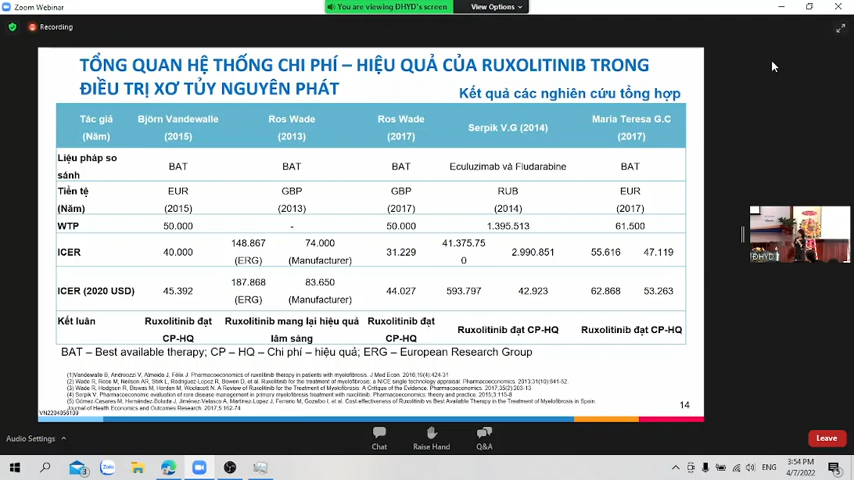 Zoom Webinar
You are viewing ĐHYD's screen
View Options
Recording
TỔNG QUAN HỆ THỐNG CHI PHÍ – HIỆU QUẢ CỦA RUXOLITINIB TRONG
ĐIỀU TRỊ XƠ TỦY NGUYÊN PHÁT
Kết quả các nghiên cứu tổng hợp
Tác giả (Năm) Björn Vandewalle (2015) Ros Wade (2013) Ros Wade (2017) Serpik V.G (2014) Maria Teresa G.C (2017)
Liệu pháp so sánh BAT BAT BAT Eculuzimab và Fludarabine BAT
Tiền tệ (Năm) EUR (2015) GBP (2013) GBP (2017) RUB (2014) EUR (2017)
WTP 50.000 - 50.000 1.395.513 61.500
ICER 40.000 148.867 (ERG) 74.000 (Manufacturer) 31.229 41.375.750 2.990.851 55.616 47.119
ICER (2020 USD) 45.392 187.868 (ERG) 83.650 (Manufacturer) 44.027 593.797 42.923 62.868 53.263
Kết luân Ruxolitinib đạt CP-HQ Ruxolitinib mang lại hiệu quả lâm sàng Ruxolitinib đạt CP-HQ Ruxolitinib đạt CP-HQ Ruxolitinib đạt CP-HQ
BAT – Best available therapy; CP – HQ – Chi phí – hiệu quả; ERG – European Research Group
14
VN2204056109
ĐHYD
Audio Settings
Chat
Raise Hand
Q&A
Leave
ENG
3:54 PM
4/7/2022